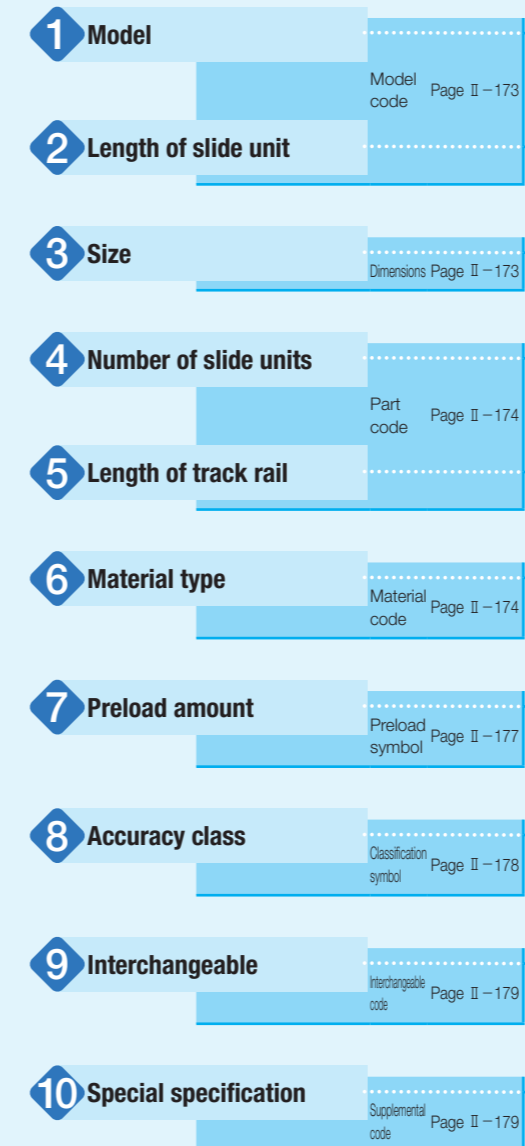 1 Model
Model
code
Page Ⅱ－173
2 Length of slide unit
3 Size
Dimensions Page Ⅱ－173
4 Number of slide units
Part
code
Page Ⅱ－174
5 Length of track rail
6 Material type
Material
code
Page Ⅱ－174
7 Preload amount
Preload
symbol
Page Ⅱ－177
8 Accuracy class
Classification
symbol
Page Ⅱ－178
9 Interchangeable
Interchangeable
code
Page Ⅱ－179
10 Special specification
Supplemental
code
Page Ⅱ－179